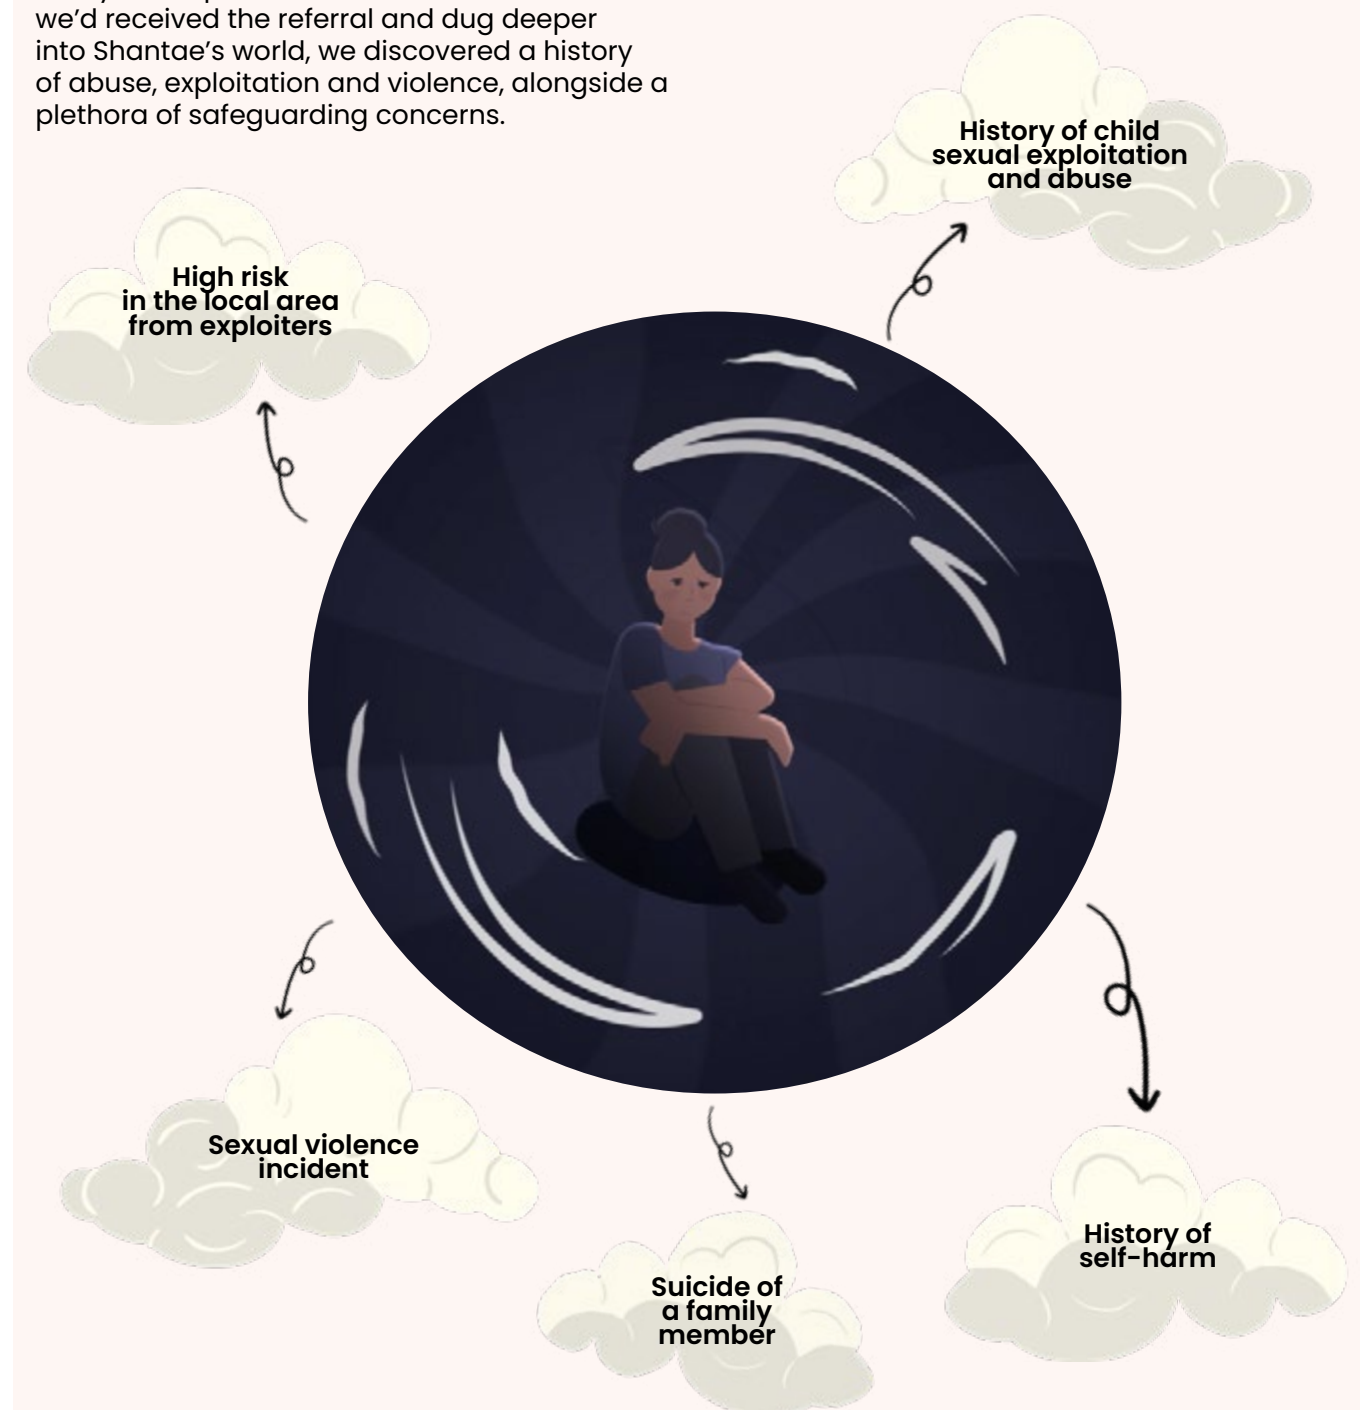 we’d received the referral and dug deeper
into Shantae’s world, we discovered a history
of abuse, exploitation and violence, alongside a
plethora of safeguarding concerns.
History of child
sexual exploitation
and abuse
High risk
in the local area
from exploiters
Sexual violence
incident
Suicide of
a family
member
History of
self-harm